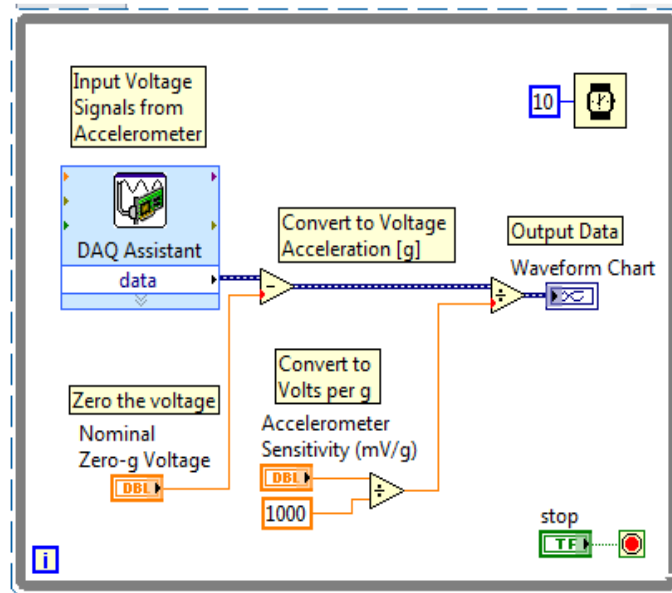 Input Voltage
Signals from
Accelerometer
10
DAQ Assistant
data
Convert to Voltage
Acceleration [g]
Output Data
Waveform Chart
Zero the voltage
Nominal
Zero-g Voltage
DBL
Convert to
Volts per g
Accelerometer
Sensitivity (mV/g)
DBL
1000
stop
TF
i